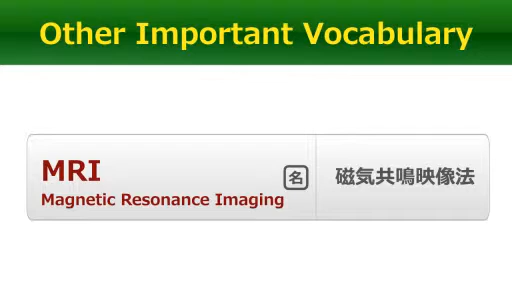 Other Important Vocabulary
MRI
Magnetic Resonance Imaging
名
磁気共鳴映像法